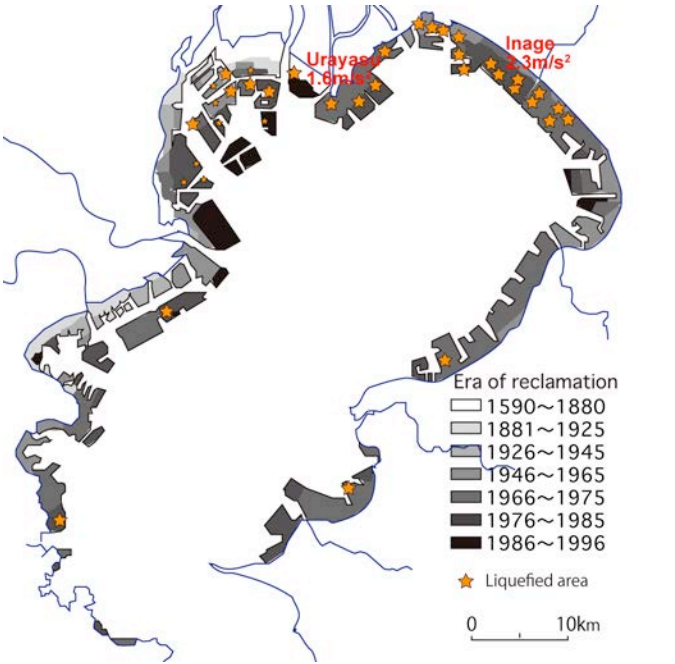 Urayasu
1.6m/s²
Inage
2.3m/s²
Era of reclamation
1590～1880
1881～1925
1926～1945
1946～1965
1966～1975
1976～1985
1986～1996
Liquefied area
0 10km